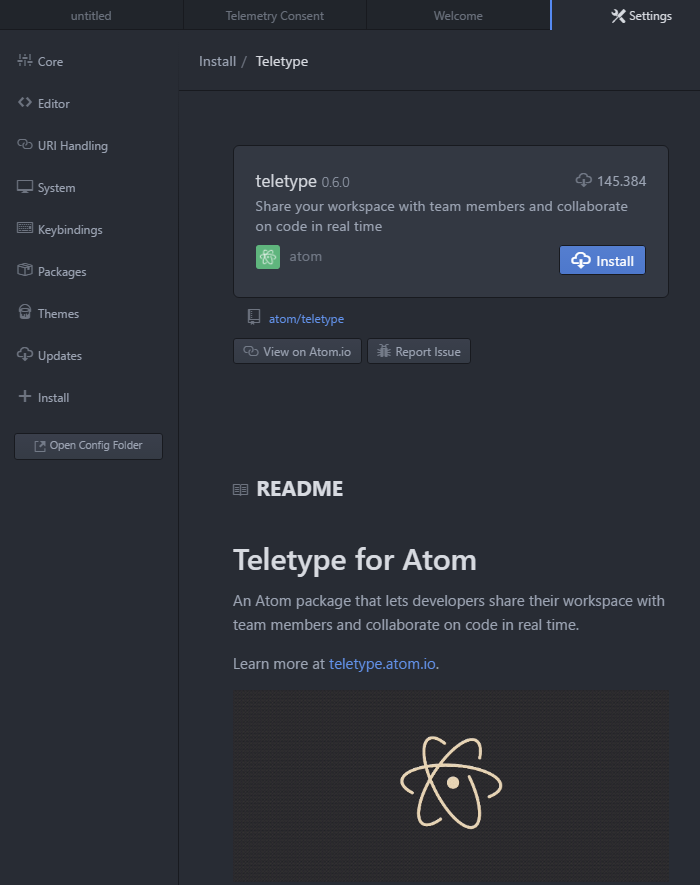 untitled
Telemetry Consent
Welcome
Settings
Core
Editor
URI Handling
System
Keybindings
Packages
Themes
Updates
Install
Open Config Folder
Install / Teletype
teletype 0.6.0
145.384
Share your workspace with team members and collaborate
on code in real time
atom
Install
atom/teletype
View on Atom.io
Report Issue
README
Teletype for Atom
An Atom package that lets developers share their workspace with
team members and collaborate on code in real time.
Learn more at teletype.atom.io.